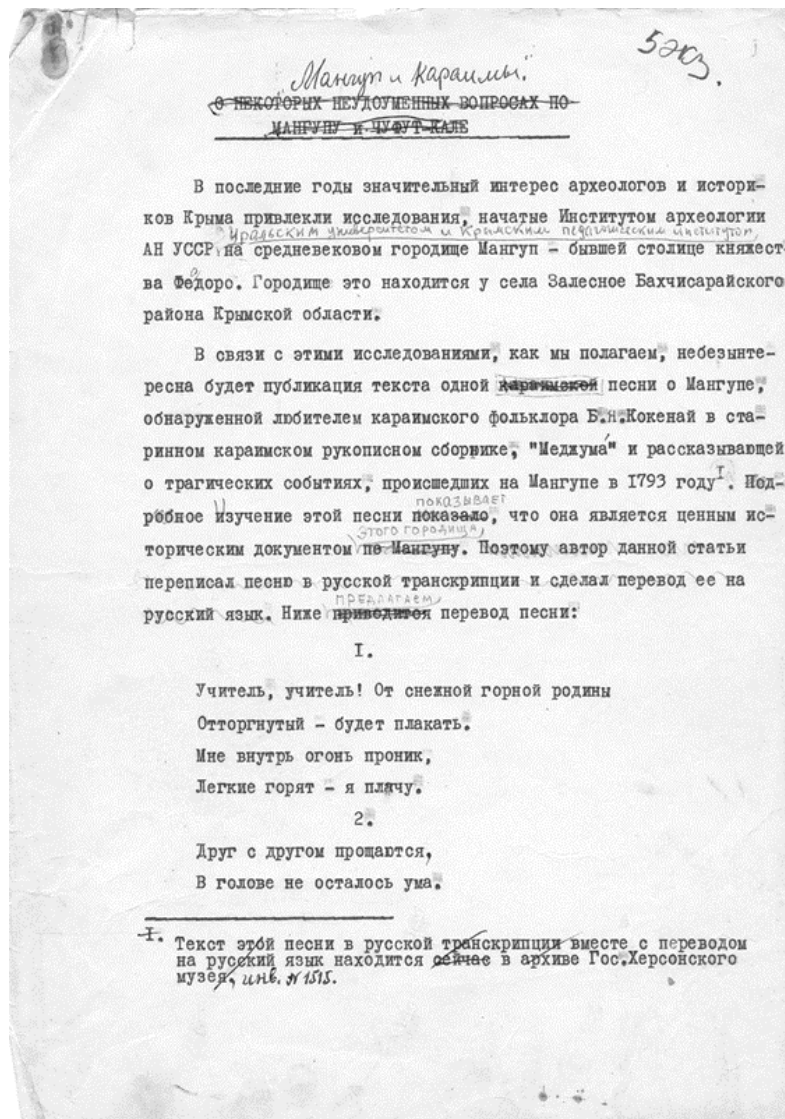 5 экз.
"Мангуп и караимы."
О НЕКОТОРЫХ НЕУДОУМЕННЫХ ВОПРОСАХ ПО
МАНГУПУ и ЧУФУТ-КАЛЕ
В последние годы значительный интерес археологов и истори-
ков Крыма привлекли исследования, начатые Институтом археологии
Уральским университетом и Крымским педагогическим институтом,
АН УССР, на средневековом городище Мангуп - бывшей столице княжест-
ва Федоро. Городище это находится у села Залесное Бахчисарайского
района Крымской области.
В связи с этими исследованиями, как мы полагаем, небезынте-
ресна будет публикация текста одной караимской песни о Мангупе,
обнаруженной любителем караимского фольклора Б.Я.Кокенай в ста-
ринном караимском рукописном сборнике, "Меджума" и рассказывающей
о трагических событиях, происшедших на Мангупе в 1793 году I. Под-
показывает
робное изучение этой песни показало, что она является ценным ис-
этого городища
торическим документом по Мангупу. Поэтому автор данной статьи
переписал песню в русской транскрипции и сделал перевод ее на
предлагаем
русский язык. Ниже приводится перевод песни:
I.
Учитель, учитель! От снежной горной родины
Отторгнутый - будет плакать.
Мне внутрь огонь проник,
Легкие горят - я плачу.
2.
Друг с другом прощаются,
В голове не осталось ума.
I. Текст этой песни в русской транскрипции вместе с переводом
на русский язык находится сейчас в архиве Гос.Херсонского
музея, инв. № 1515.